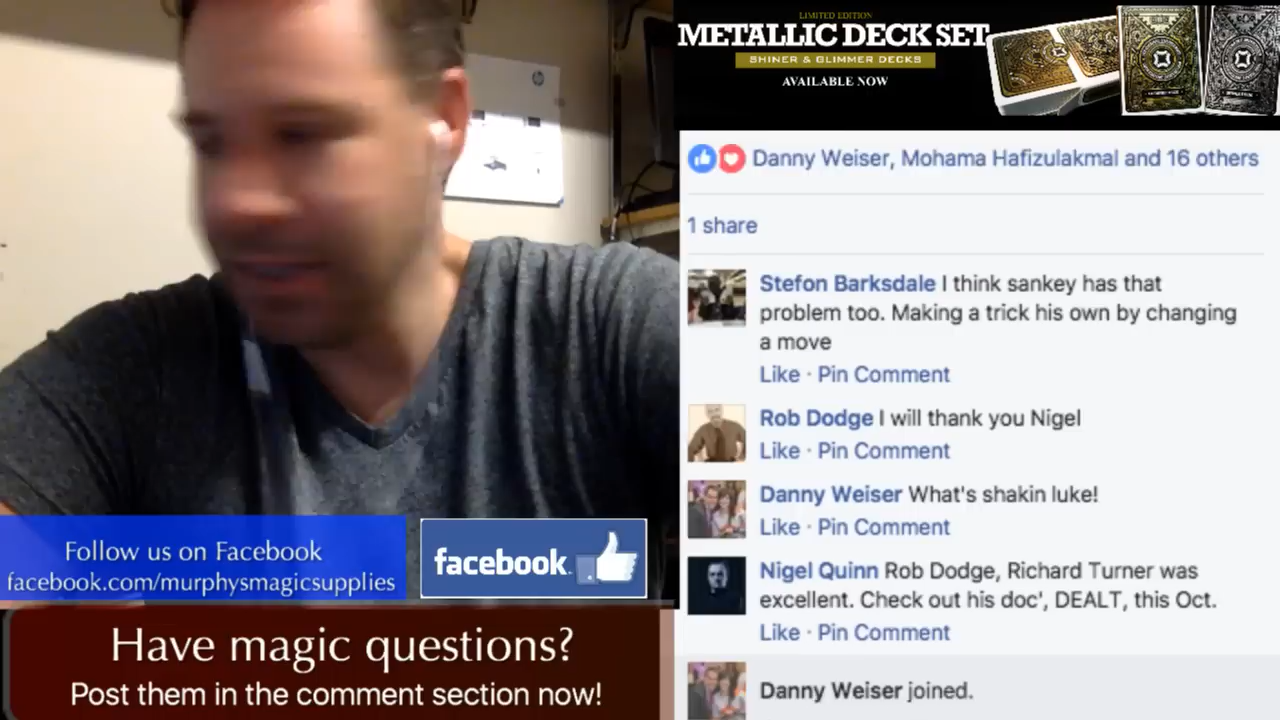 LIMITED EDITION
METALLIC DECK SET
SHINER & GLIMMER DECKS
AVAILABLE NOW
Danny Weiser, Mohama Hafizulakmal and 16 others
1 share
Stefon Barksdale I think sankey has that
problem too. Making a trick his own by changing
a move
Like · Pin Comment
Rob Dodge I will thank you Nigel
Like · Pin Comment
Danny Weiser What's shakin luke!
Like · Pin Comment
Nigel Quinn Rob Dodge, Richard Turner was
excellent. Check out his doc', DEALT, this Oct.
Like · Pin Comment
Danny Weiser joined.
hp
Follow us on Facebook
facebook.com/murphysmagicsupplies
facebook.
Have magic questions?
Post them in the comment section now!